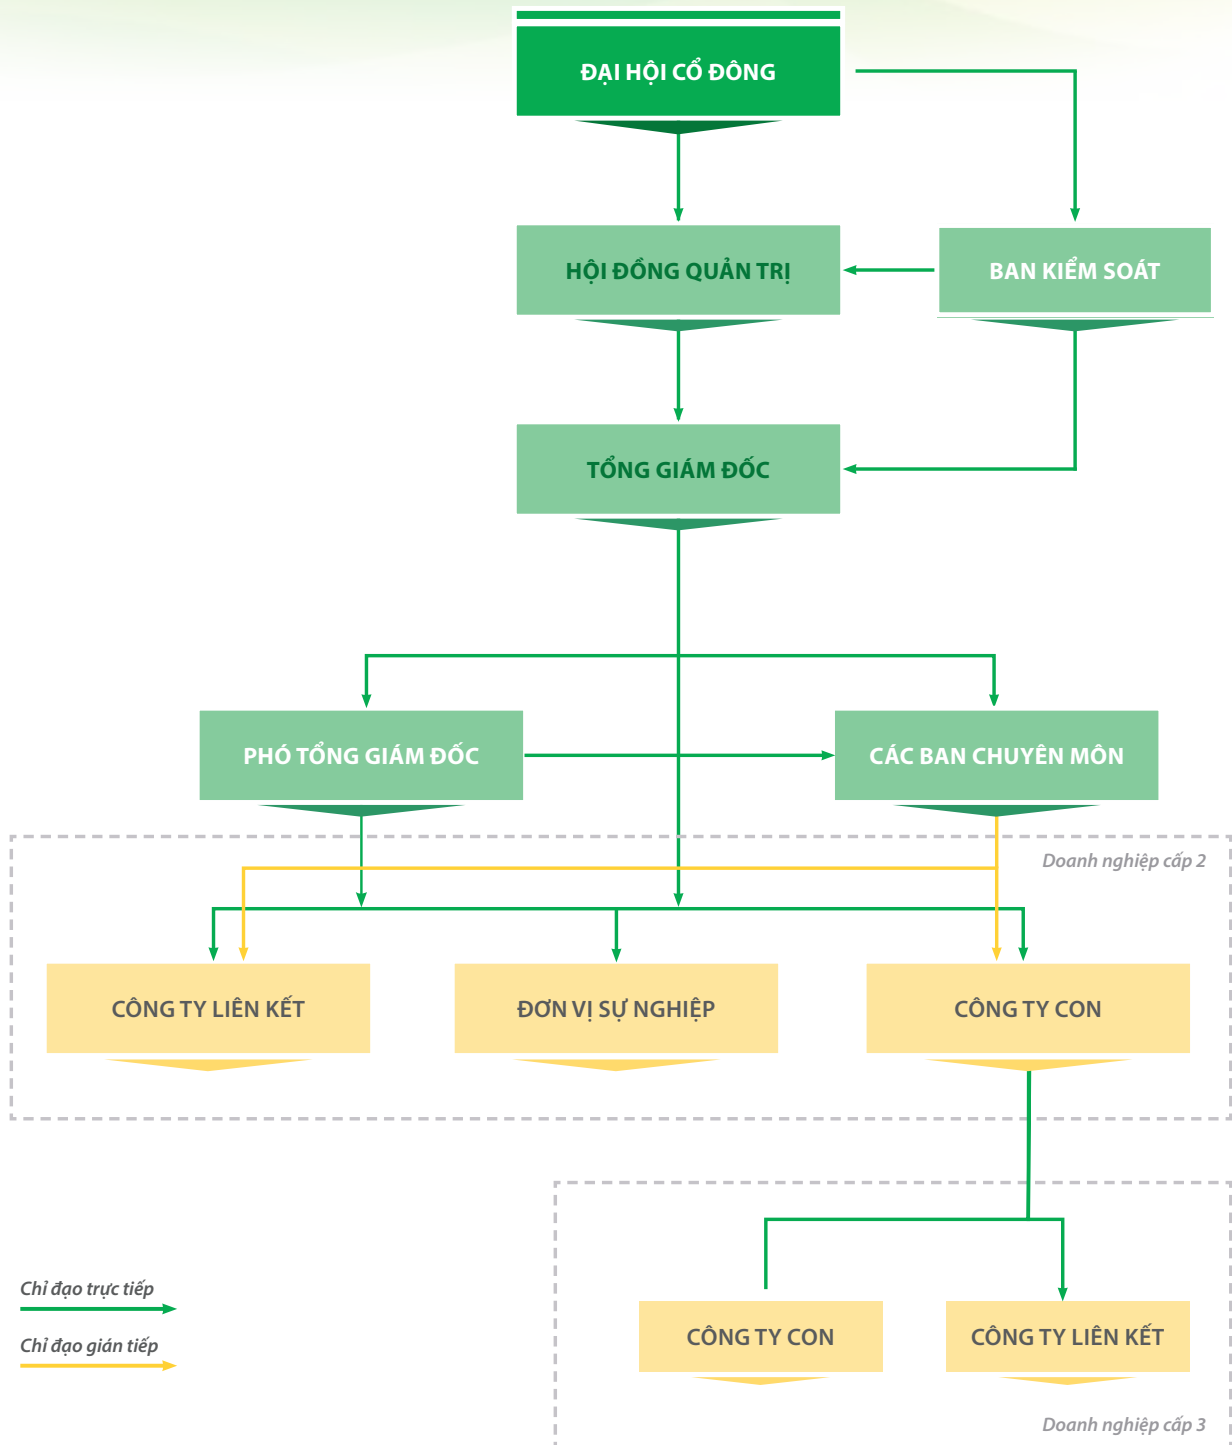 ĐẠI HỘI CỔ ĐÔNG
HỘI ĐỒNG QUẢN TRỊ
BAN KIỂM SOÁT
TỔNG GIÁM ĐỐC
PHÓ TỔNG GIÁM ĐỐC
CÁC BAN CHUYÊN MÔN
Doanh nghiệp cấp 2
CÔNG TY LIÊN KẾT
ĐƠN VỊ SỰ NGHIỆP
CÔNG TY CON
Chỉ đạo trực tiếp
Chỉ đạo gián tiếp
CÔNG TY CON
CÔNG TY LIÊN KẾT
Doanh nghiệp cấp 3